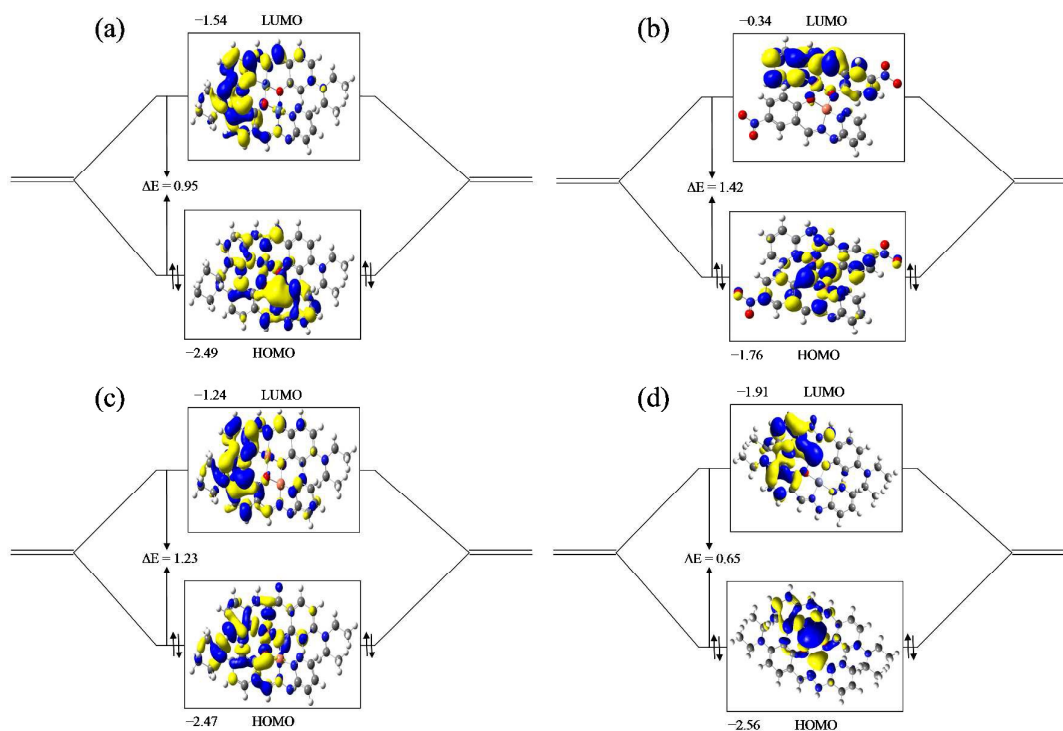 (a)
−1.54 LUMO
ΔE = 0.95
−2.49 HOMO
(b)
−0.34 LUMO
ΔE = 1.42
−1.76 HOMO
(c)
−1.24 LUMO
ΔE = 1.23
−2.47 HOMO
(d)
−1.91 LUMO
ΔE = 0.65
−2.56 HOMO